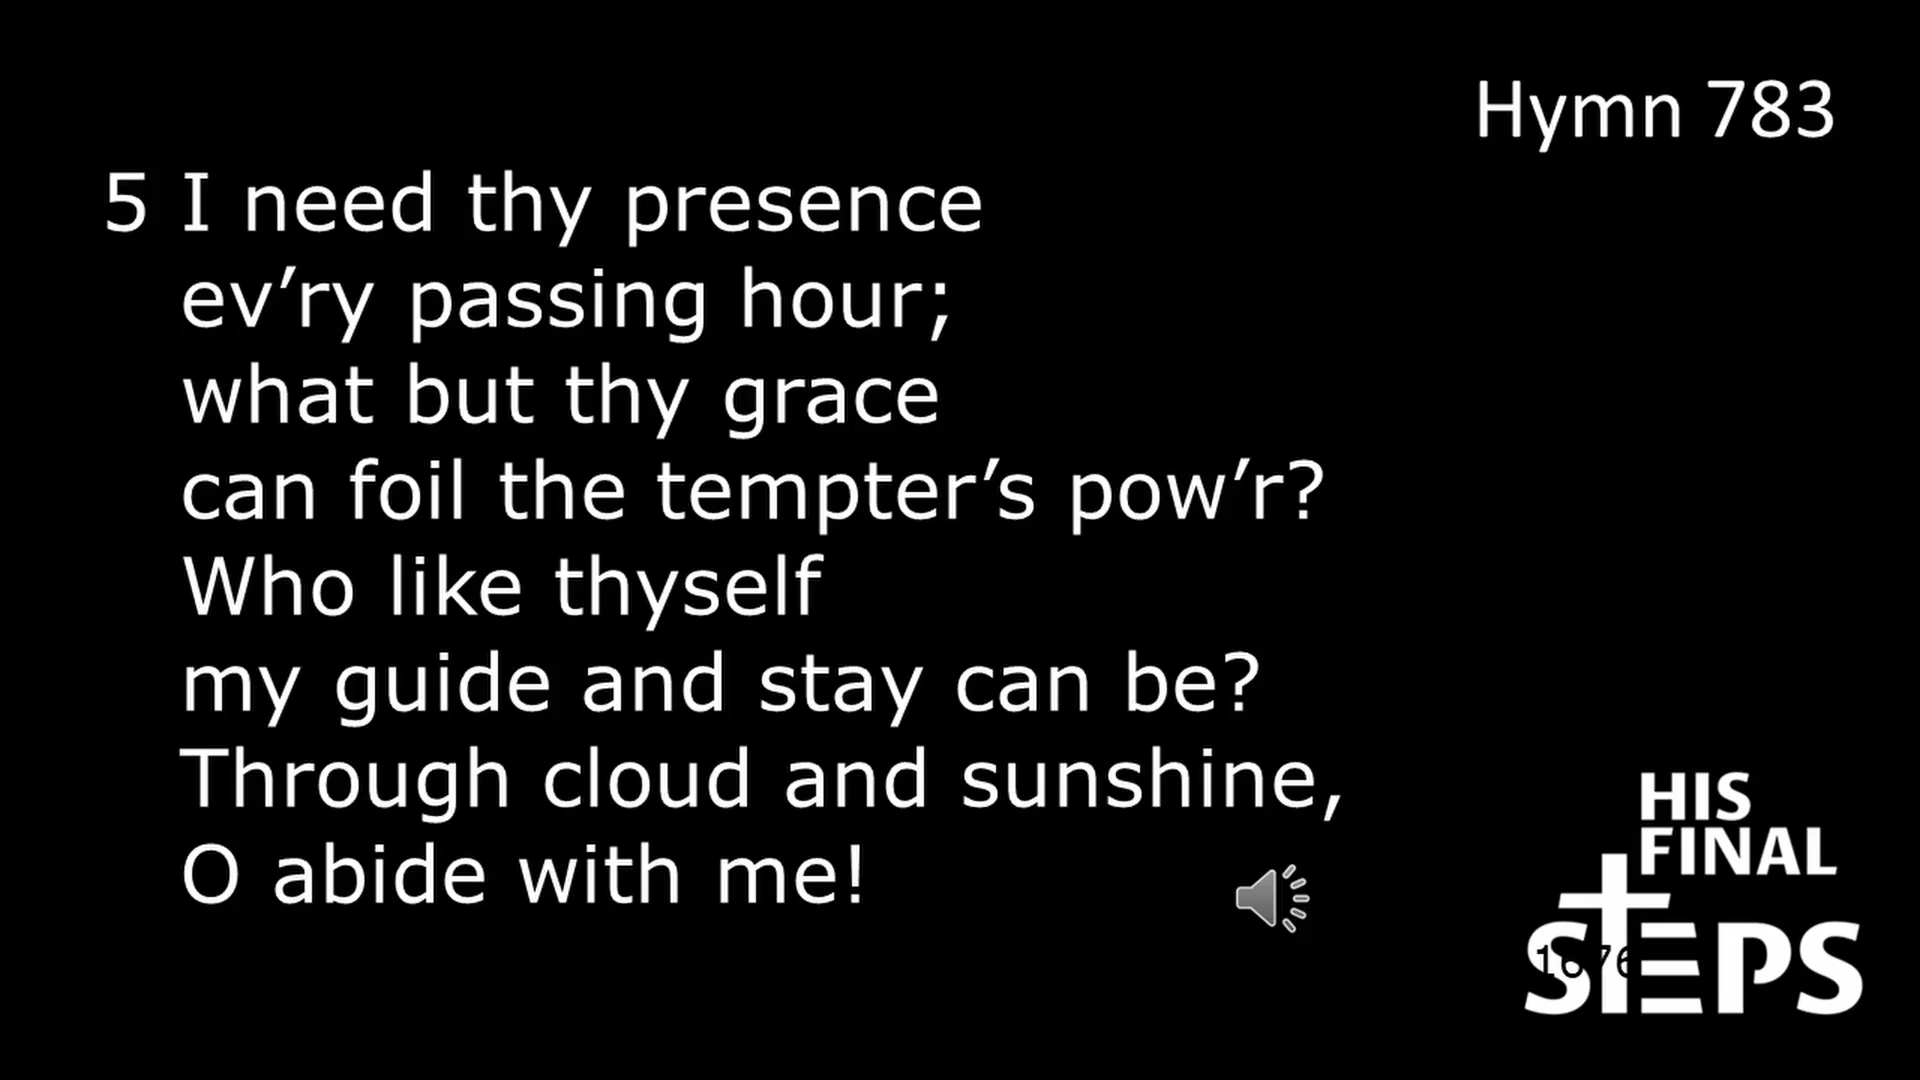 Hymn 783
5 I need thy presence
ev’ry passing hour;
what but thy grace
can foil the tempter’s pow’r?
Who like thyself
my guide and stay can be?
Through cloud and sunshine,
O abide with me!
HIS
FINAL
STEPS